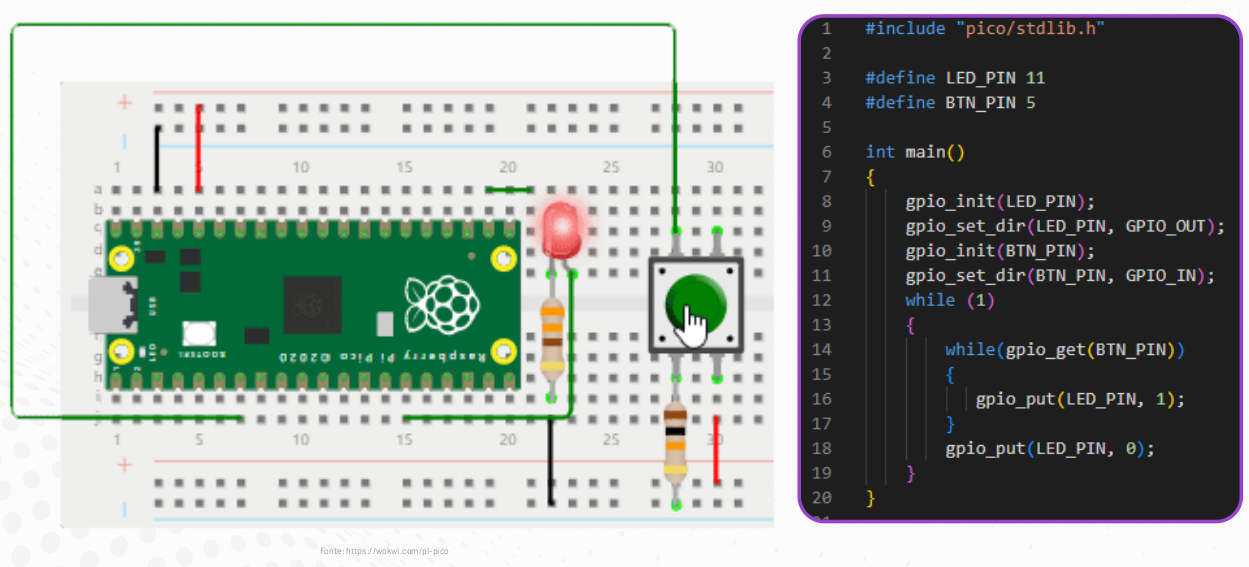 +
1 5 10 15 20 25 30
a
b
c
d
e
USB
LED
BOOTSEL
Raspberry Pi Pico ©2020
f
g
h
i
j
1 5 10 15 20 25 30
+
Fonte: https://wokwi.com/pi-pico
1 #include "pico/stdlib.h"
2
3 #define LED_PIN 11
4 #define BTN_PIN 5
5
6 int main()
7 {
8 gpio_init(LED_PIN);
9 gpio_set_dir(LED_PIN, GPIO_OUT);
10 gpio_init(BTN_PIN);
11 gpio_set_dir(BTN_PIN, GPIO_IN);
12 while (1)
13 {
14 while(gpio_get(BTN_PIN))
15 {
16 gpio_put(LED_PIN, 1);
17 }
18 gpio_put(LED_PIN, 0);
19 }
20 }